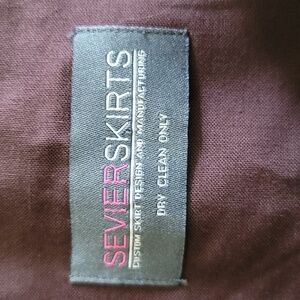 SEVIERSKIRTS
CUSTOM SKIRT DESIGN AND MANUFACTURING
DRY CLEAN ONLY